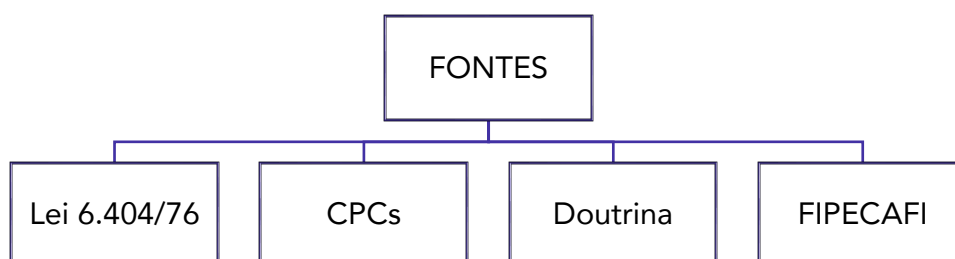 FONTES
Lei 6.404/76
CPCs
Doutrina
FIPECAFI